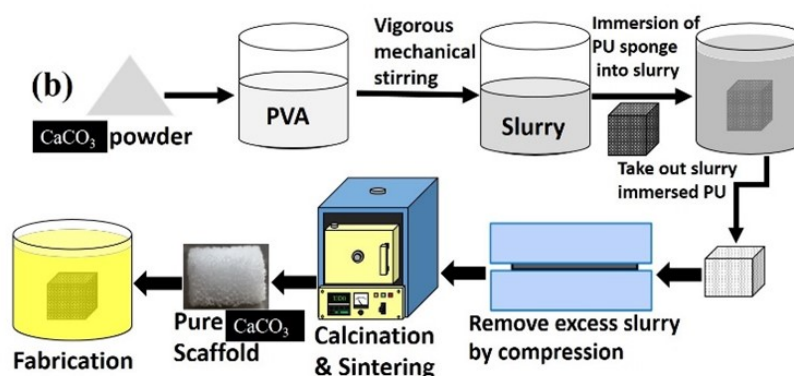 (b)
CaCO₃ powder
PVA
Vigorous
mechanical
stirring
Slurry
Immersion of
PU sponge
into slurry
Take out slurry
immersed PU
Remove excess slurry
by compression
Calcination
& Sintering
Pure CaCO₃
Scaffold
Fabrication